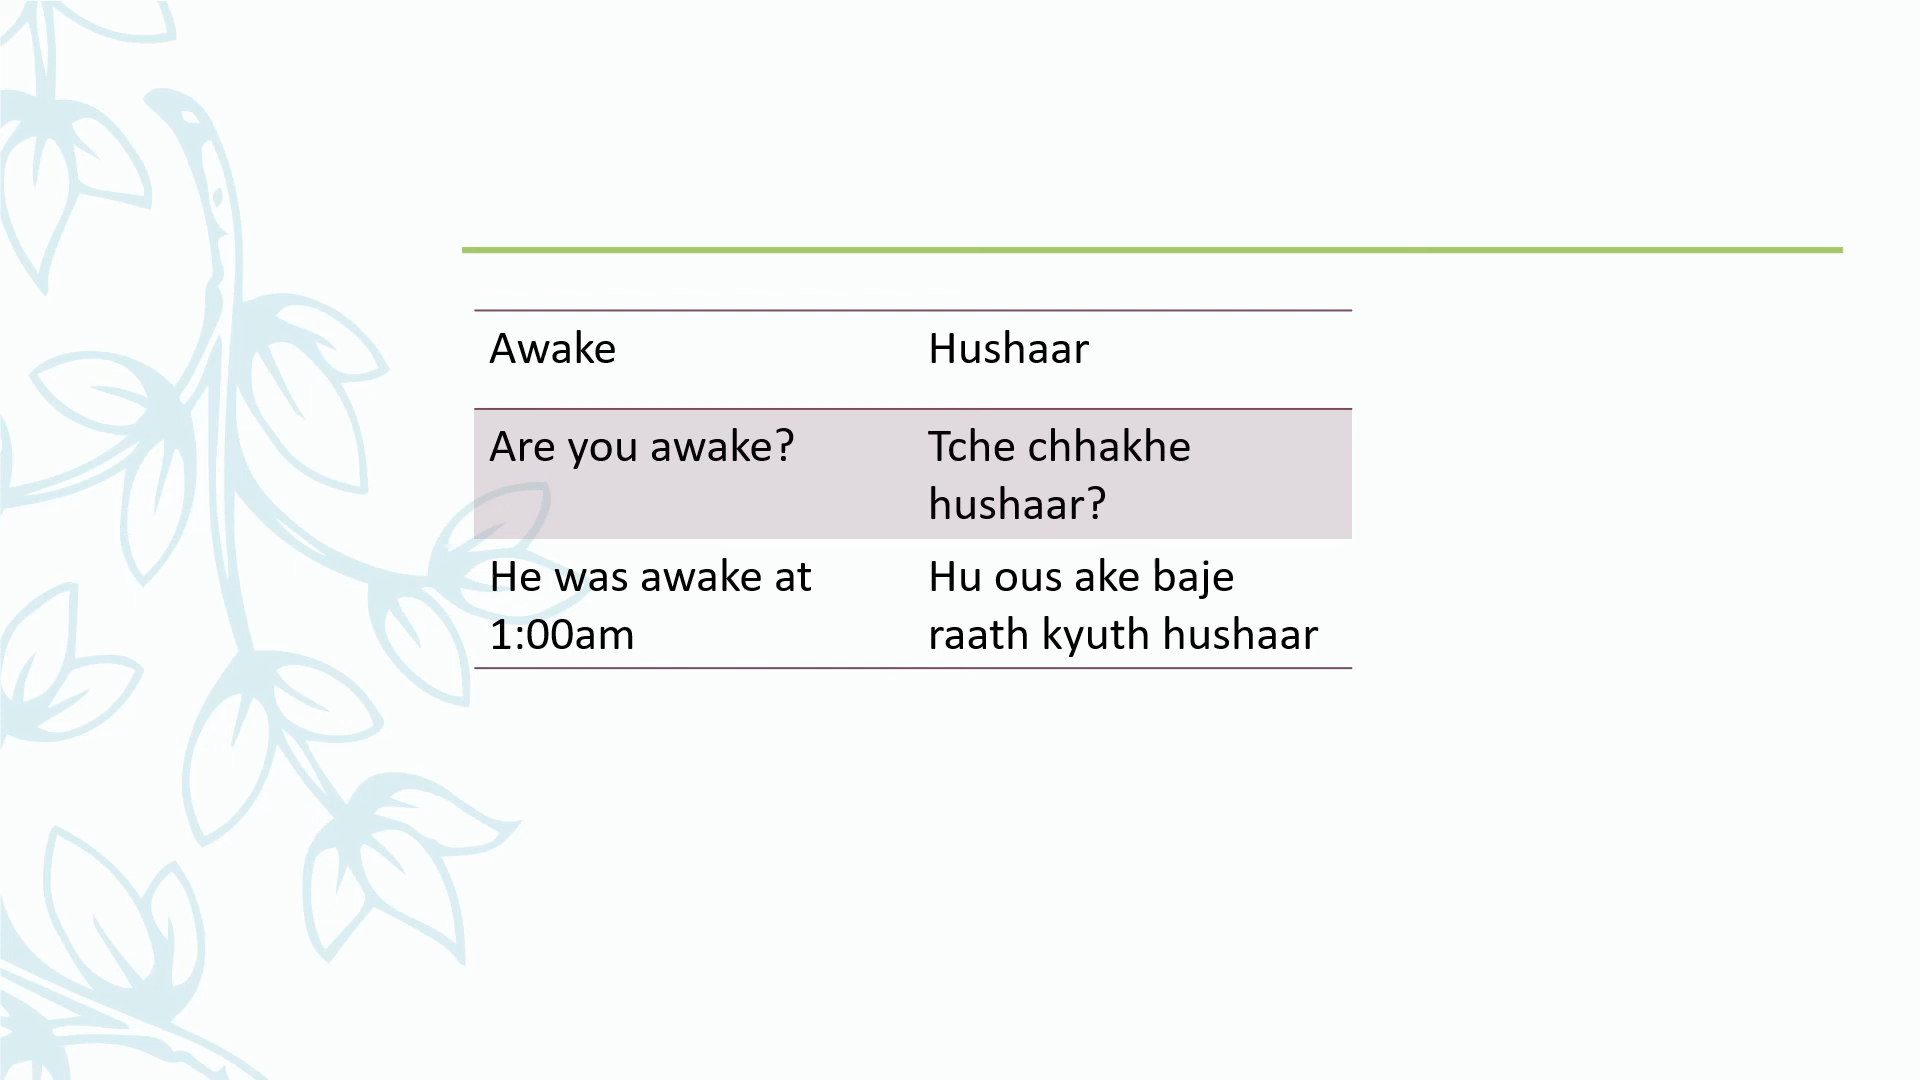 Awake Hushaar
Are you awake? Tche chhakhe
hushaar?
He was awake at Hu ous ake baje
1:00am raath kyuth hushaar